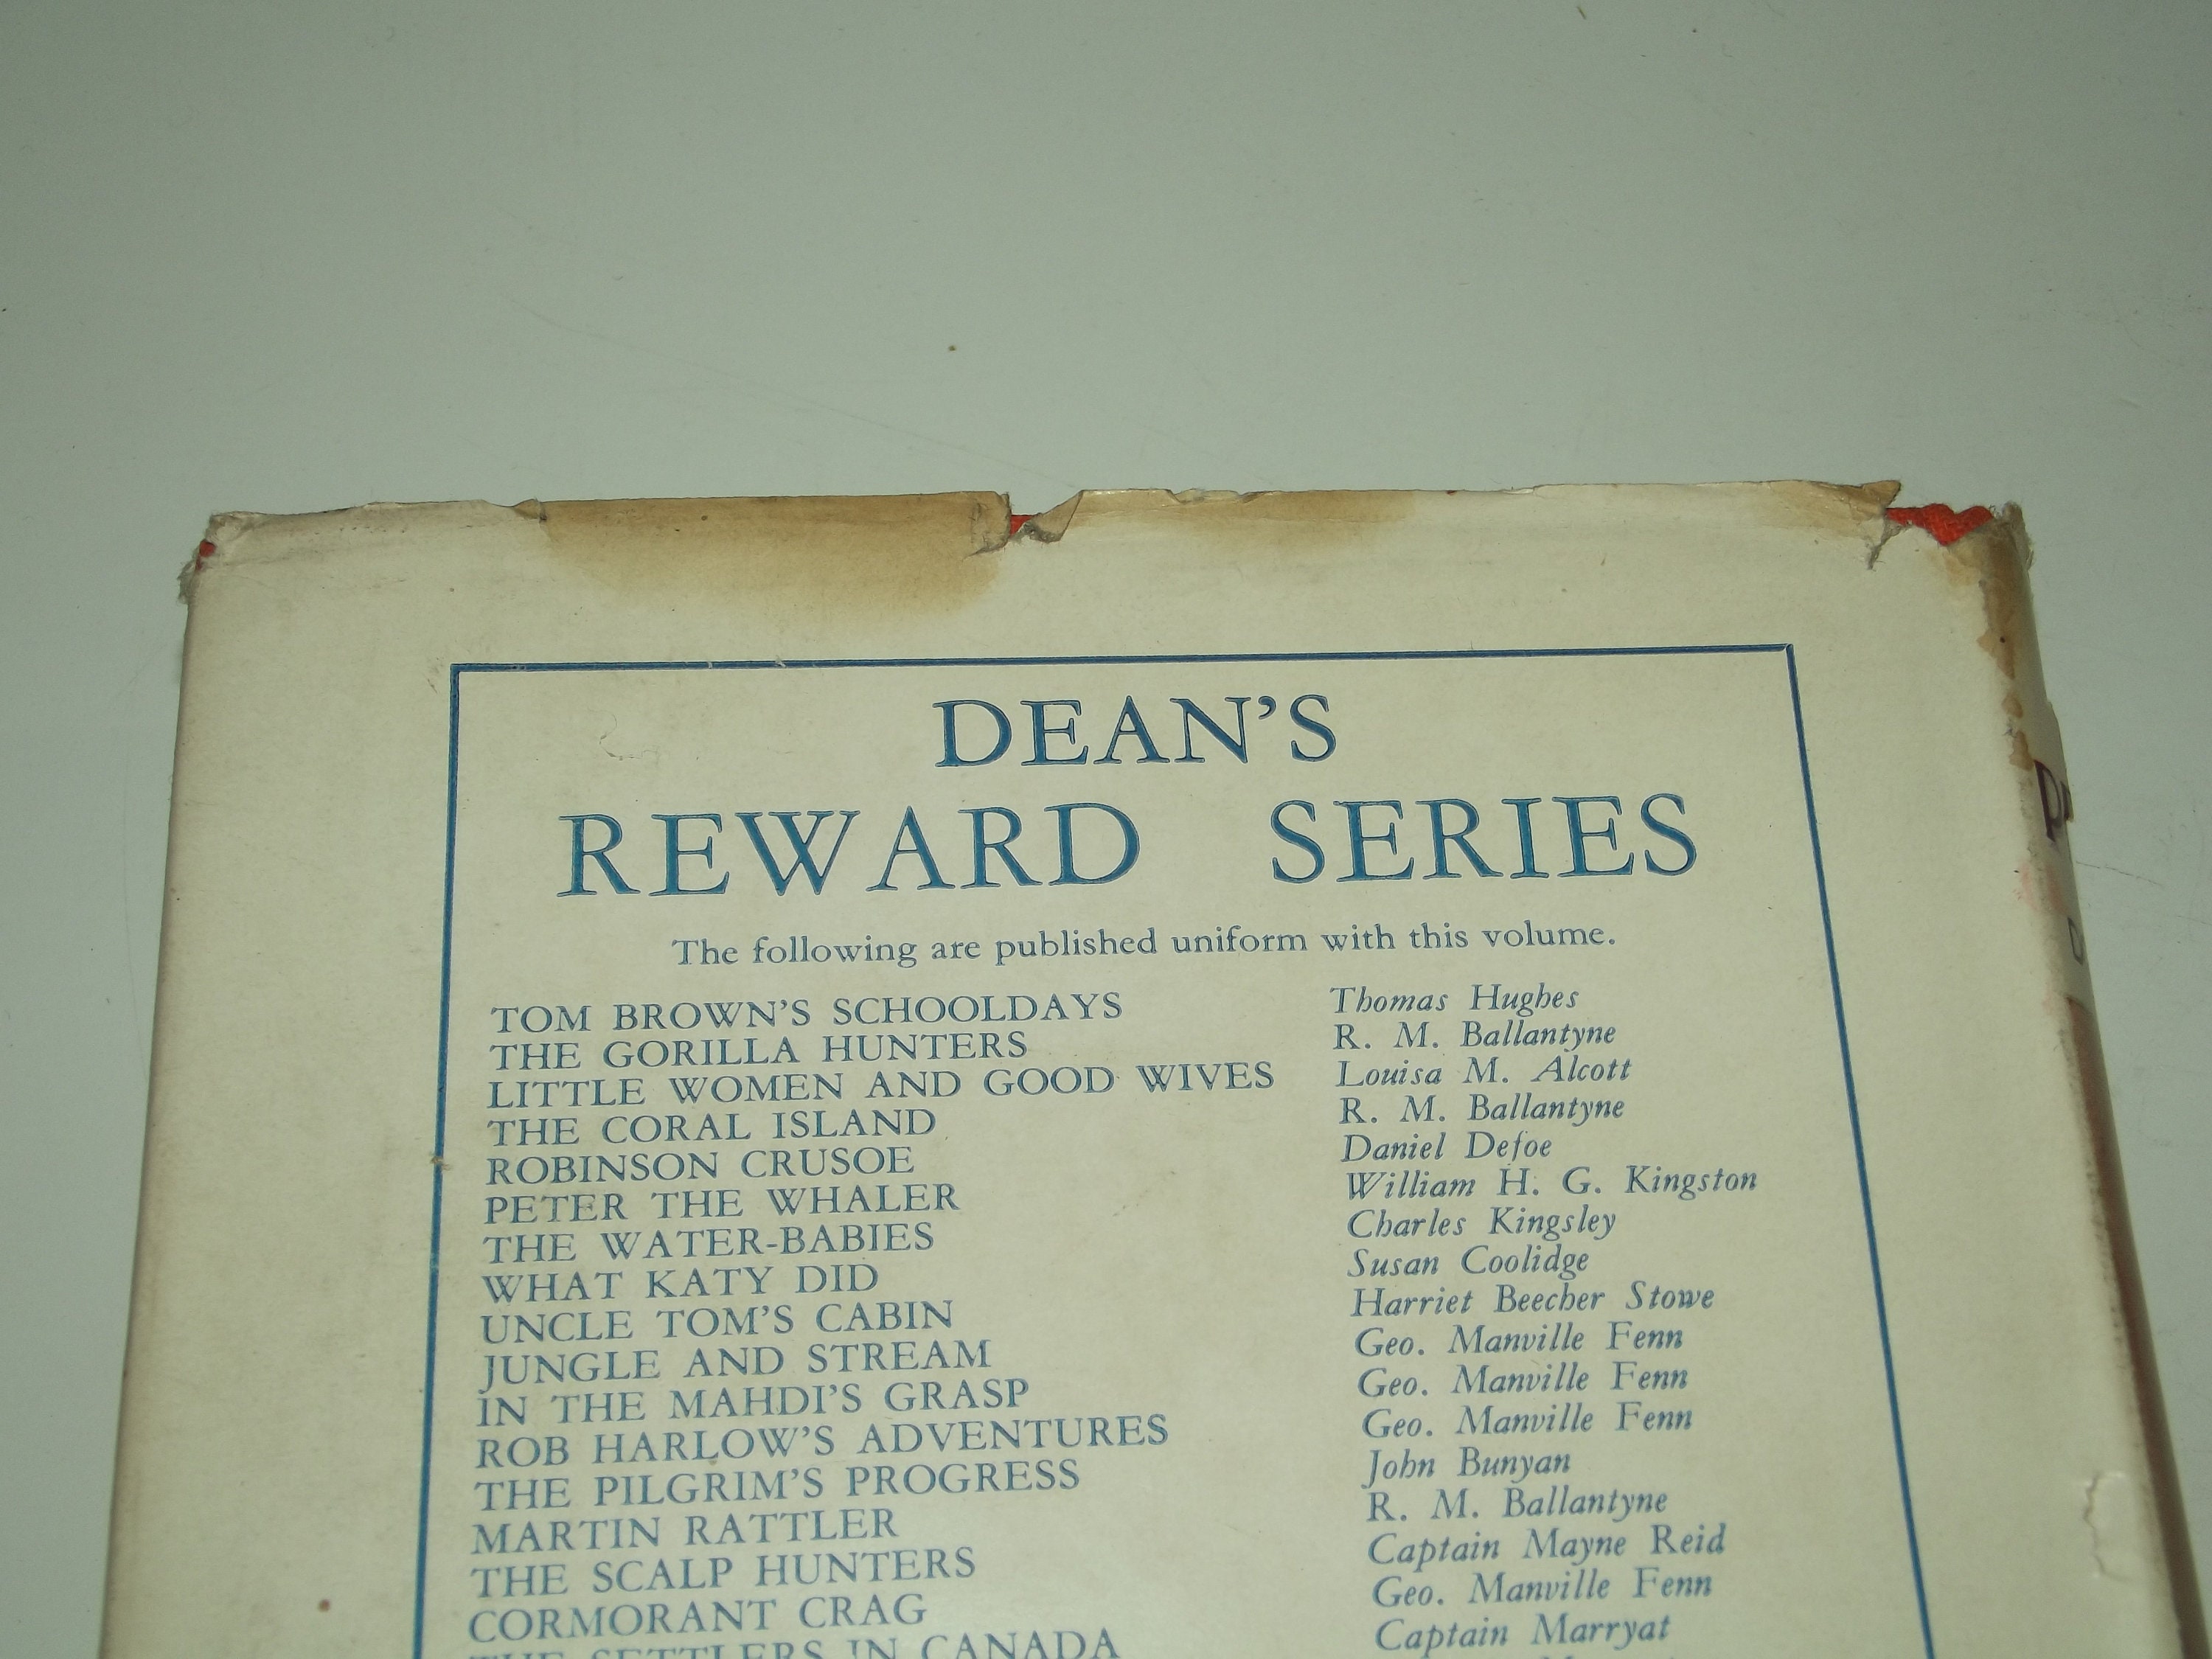 DEAN'S
REWARD SERIES
The following are published uniform with this volume.
TOM BROWN'S SCHOOLDAYS Thomas Hughes
THE GORILLA HUNTERS R. M. Ballantyne
LITTLE WOMEN AND GOOD WIVES Louisa M. Alcott
THE CORAL ISLAND R. M. Ballantyne
ROBINSON CRUSOE Daniel Defoe
PETER THE WHALER William H. G. Kingston
THE WATER-BABIES Charles Kingsley
WHAT KATY DID Susan Coolidge
UNCLE TOM'S CABIN Harriet Beecher Stowe
JUNGLE AND STREAM Geo. Manville Fenn
IN THE MAHDI'S GRASP Geo. Manville Fenn
ROB HARLOW'S ADVENTURES Geo. Manville Fenn
THE PILGRIM'S PROGRESS John Bunyan
MARTIN RATTLER R. M. Ballantyne
THE SCALP HUNTERS Captain Mayne Reid
CORMORANT CRAG Geo. Manville Fenn
THE SETTLERS IN CANADA Captain Marryat